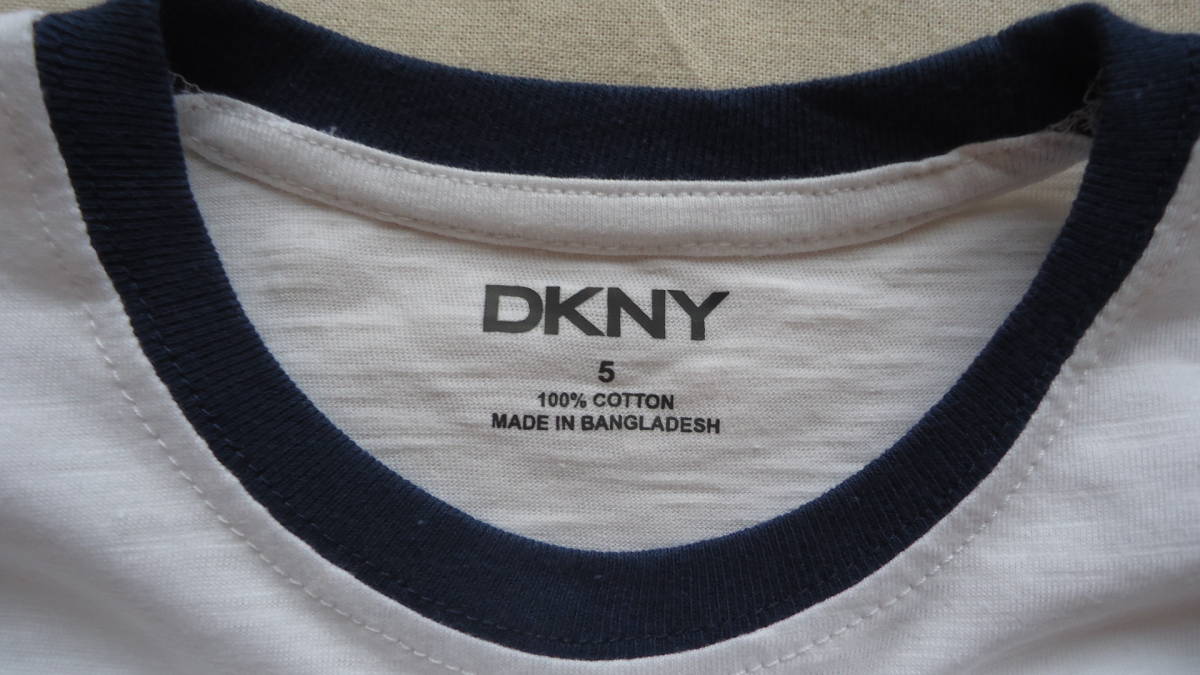 DKNY
5
100% COTTON
MADE IN BANGLADESH